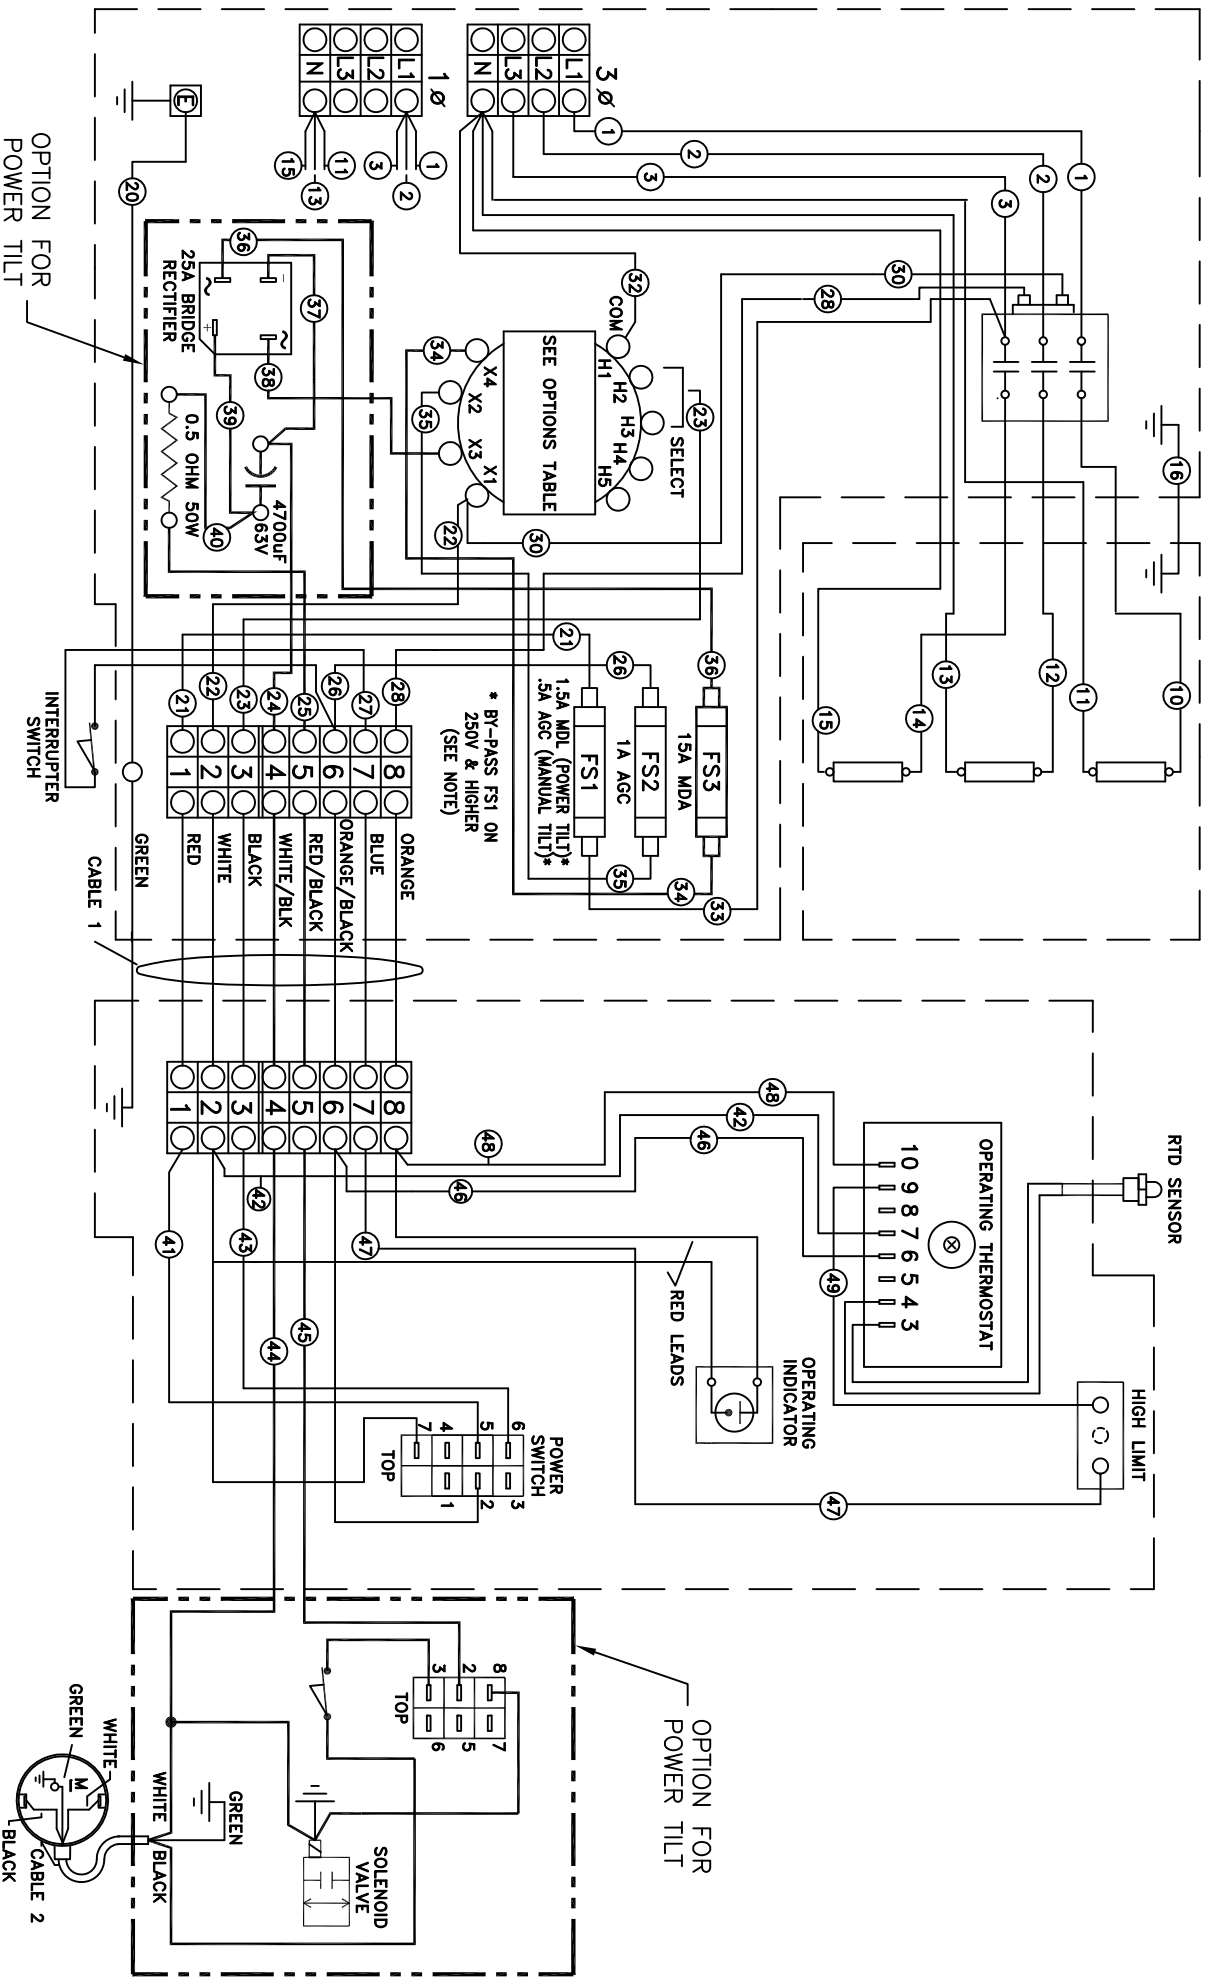 3 Ø
L1
L2
L3
N
1
2
3
1
2
3
1 Ø
L1
L2
L3
N
1
2
3
11
13
15
E
20
OPTION FOR
POWER TILT
25A BRIDGE
RECTIFIER
~
-
+
~
36
37
38
39
40
4700uF
63V
0.5 OHM 50W
32
COM
H1
H2
H3
H4
H5
SELECT
23
SEE OPTIONS TABLE
X4
X2
X3
X1
34
35
22
30
30
28
16
10
11
12
13
14
15
36
26
21
FS3
15A MDA
FS2
1A AGC
FS1
1.5A MDL (POWER TILT)*
.5A AGC (MANUAL TILT)*
* BY-PASS FS1 ON
250V & HIGHER
(SEE NOTE)
35
34
33
28
27
26
25
24
23
22
21
8
7
6
5
4
3
2
1
ORANGE
BLUE
ORANGE/BLACK
RED/BLACK
WHITE/BLK
BLACK
WHITE
RED
GREEN
INTERRUPTER
SWITCH
CABLE 1
8
7
6
5
4
3
2
1
48
42
46
48
42
46
41
43
47
45
44
RTD SENSOR
OPERATING THERMOSTAT
10
9
8
7
6
5
4
3
49
HIGH LIMIT
47
RED LEADS
OPERATING
INDICATOR
POWER
SWITCH
6
5
4
7
3
2
1
TOP
OPTION FOR
POWER TILT
8
2
3
7
5
6
TOP
SOLENOID
VALVE
GREEN
WHITE
BLACK
WHITE
GREEN
M
BLACK
CABLE 2